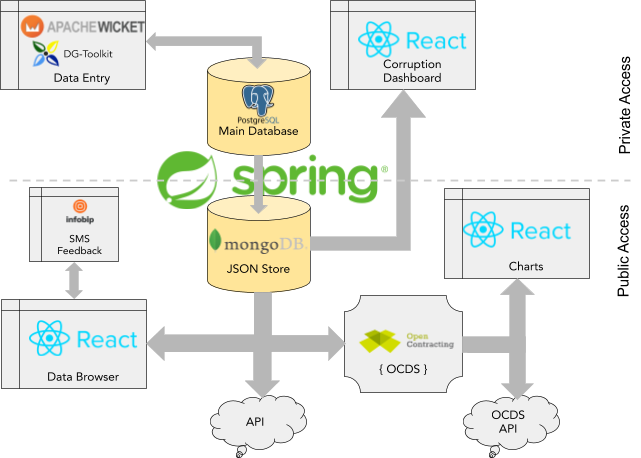 APACHE WICKET
DG-Toolkit
Data Entry
PostgreSQL
Main Database
React
Corruption
Dashboard
Private Access
spring®
infobip
SMS
Feedback
mongoDB
JSON Store
React
Charts
Public Access
React
Data Browser
Open
Contracting
{ OCDS }
API
OCDS
API